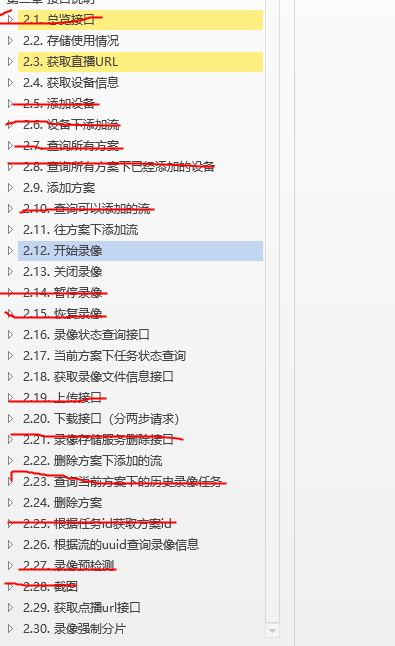 2.1. 总览接口
2.2. 存储使用情况
2.3. 获取直播URL
2.4. 获取设备信息
2.5. 添加设备
2.6. 设备下添加流
2.7. 查询所有方案
2.8. 查询所有方案下已经添加的设备
2.9. 添加方案
2.10. 查询可以添加的流
2.11. 往方案下添加流
2.12. 开始录像
2.13. 关闭录像
2.14. 暂停录像
2.15. 恢复录像
2.16. 录像状态查询接口
2.17. 当前方案下任务状态查询
2.18. 获取录像文件信息接口
2.19. 上传接口
2.20. 下载接口（分两步请求）
2.21. 录像存储服务删除接口
2.22. 删除方案下添加的流
2.23. 查询当前方案下的历史录像任务
2.24. 删除方案
2.25. 根据任务id获取方案id
2.26. 根据流的uuid查询录像信息
2.27. 录像预检测
2.28. 截图
2.29. 获取点播url接口
2.30. 录像强制分片